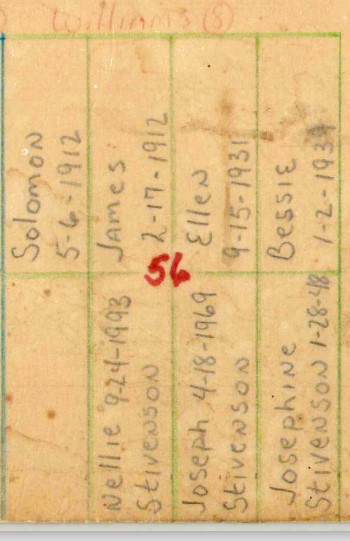 Williams (S)
Solomon
5-6-1912
James
2-17-1912
Ellen
9-15-1931
Bessie
1-2-1939
56
Nellie 9-24-1993
Stivenson
Joseph 4-18-1969
Stivenson
Josephine
Stivenson 1-28-48